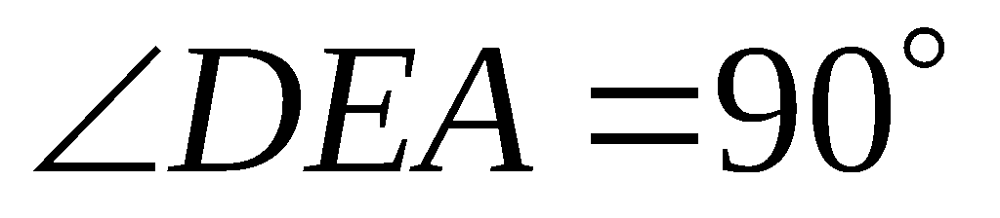 ∠DEA = 90°